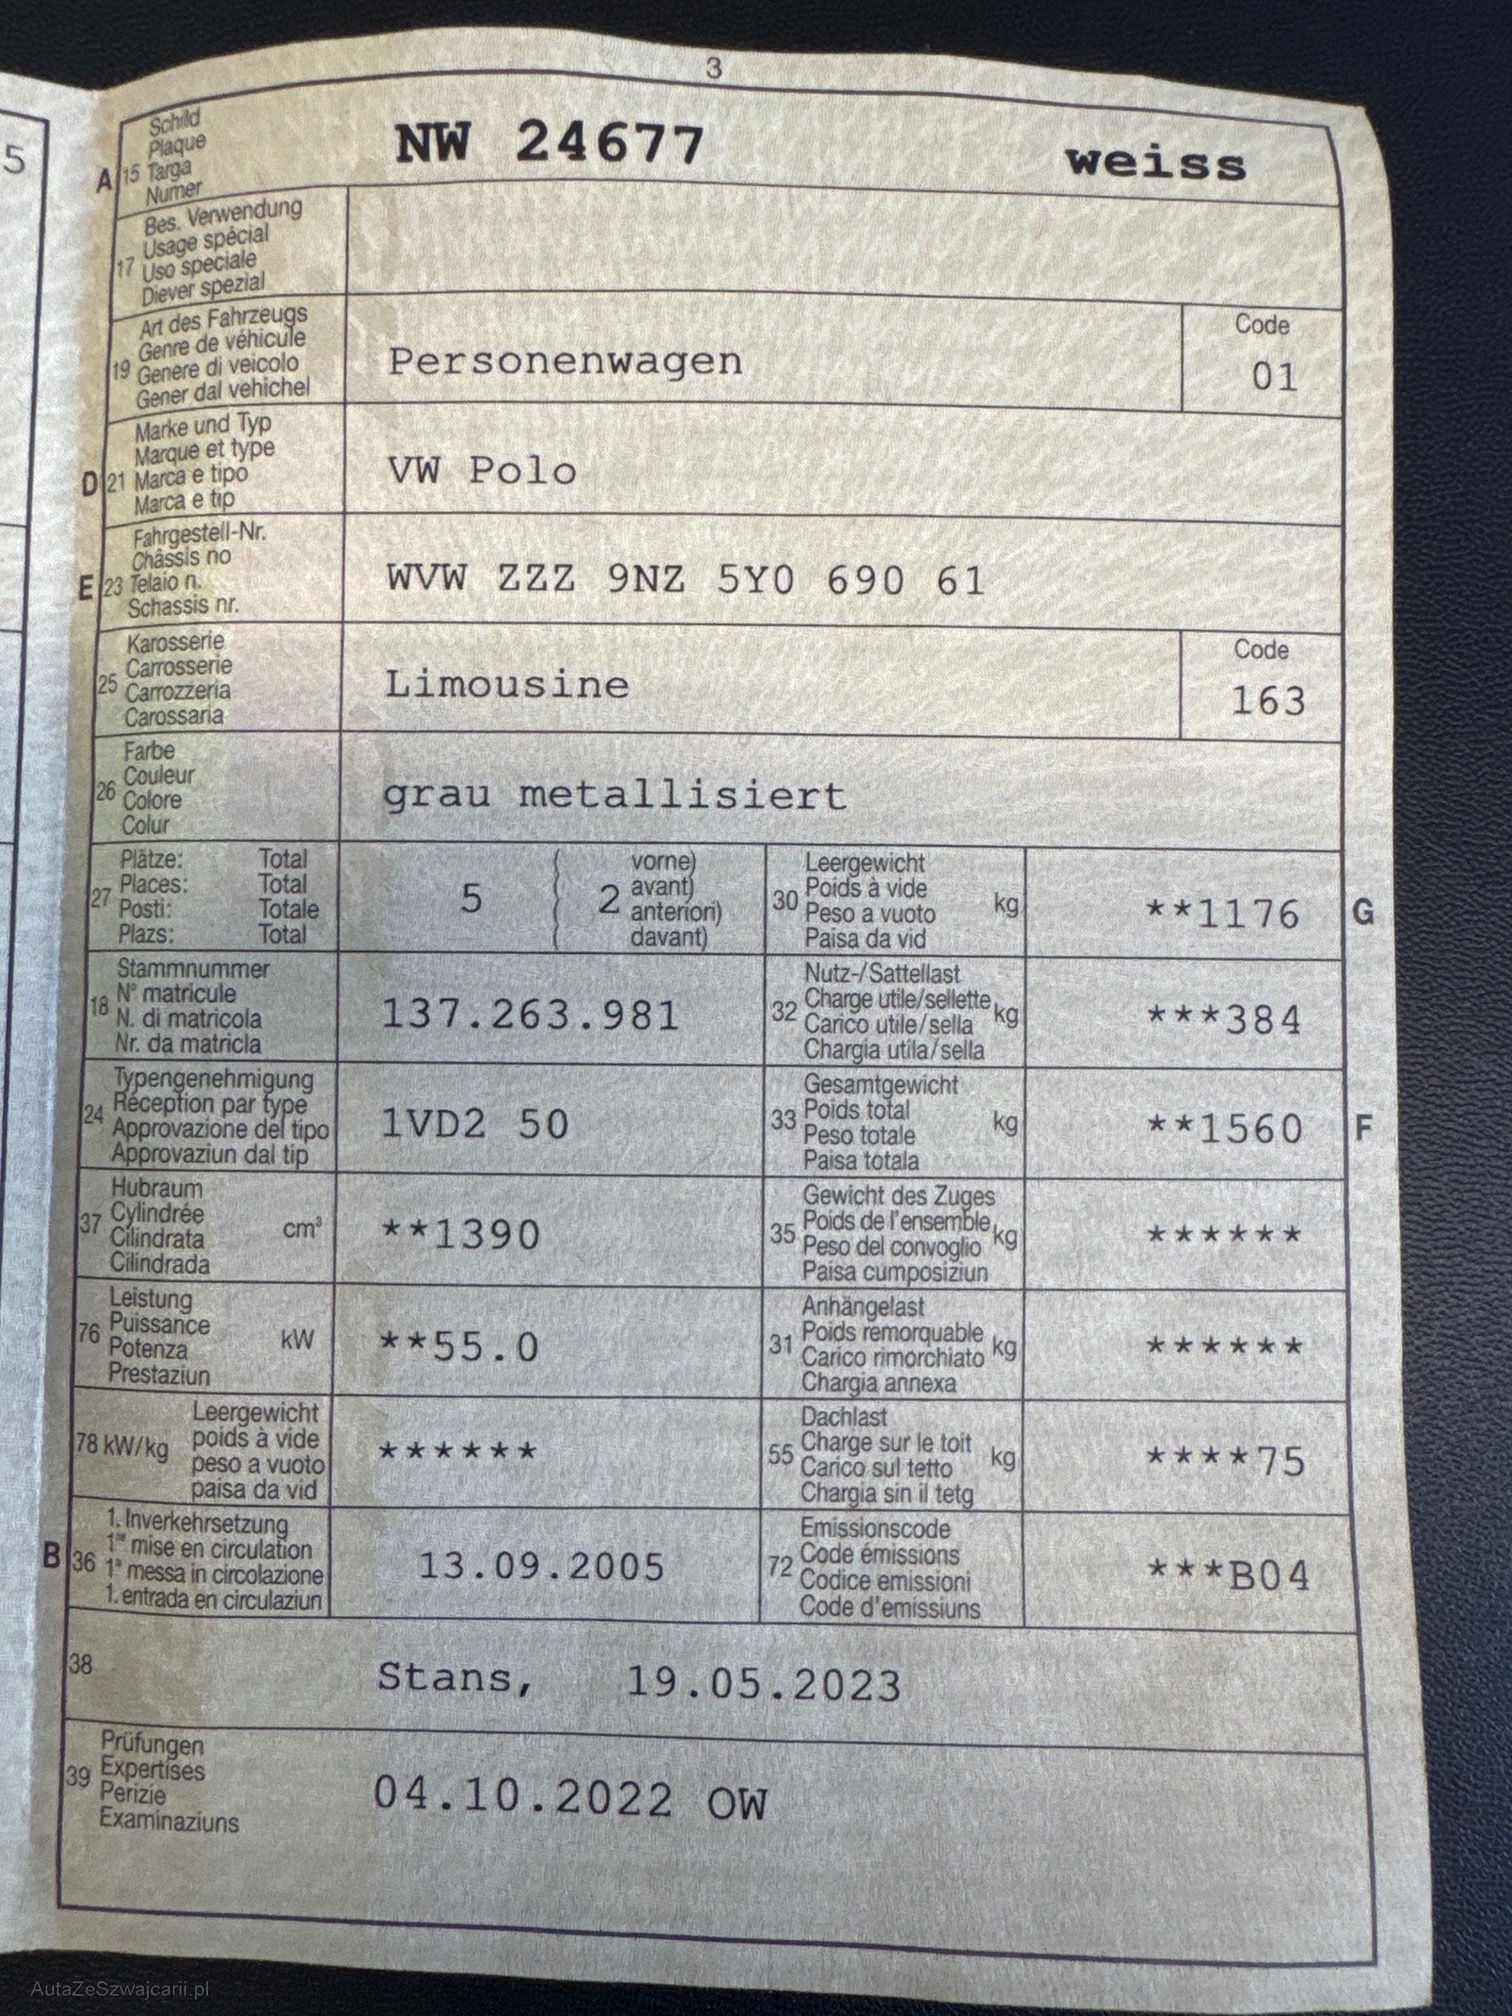 3
5
A 15 Schild
Plaque
Targa
Numer
NW 24677 weiss
17 Bes. Verwendung
Usage spécial
Uso speciale
Diever spezial
19 Art des Fahrzeugs
Genre de véhicule
Genere di veicolo
Gener dal vehichel
Personenwagen
Code
01
D 21 Marke und Typ
Marque et type
Marca e tipo
Marca e tip
VW Polo
E 23 Fahrgestell-Nr.
Châssis no
Telaio n.
Schassis nr.
WVW ZZZ 9NZ 5Y0 690 61
25 Karosserie
Carrosserie
Carrozzeria
Carossaria
Limousine
Code
163
26 Farbe
Couleur
Colore
Colur
grau metallisiert
27 Plätze: Total
Places: Total
Posti: Totale
Plazs: Total
5 ( 2 vorne)
( avant)
( anteriori)
( davant)
30 Leergewicht
Poids à vide
Peso a vuoto
Paisa da vid
kg
**1176 G
18 Stammnummer
N° matricule
N. di matricola
Nr. da matricla
137.263.981
32 Nutz-/Sattellast
Charge utile/sellette
Carico utile/sella
Chargia utila/sella
kg
***384
24 Typengenehmigung
Réception par type
Approvazione del tipo
Approvaziun dal tip
1VD2 50
33 Gesamtgewicht
Poids total
Peso totale
Paisa totala
kg
**1560 F
37 Hubraum
Cylindrée
Cilindrata
Cilindrada
cm³
**1390
35 Gewicht des Zuges
Poids de l'ensemble
Peso del convoglio
Paisa cumposiziun
kg
******
76 Leistung
Puissance
Potenza
Prestaziun
kW
**55.0
31 Anhängelast
Poids remorquable
Carico rimorchiato
Chargia annexa
kg
******
78 kW/kg Leergewicht
poids à vide
peso a vuoto
paisa da vid
******
55 Dachlast
Charge sur le toit
Carico sul tetto
Chargia sin il tetg
kg
****75
B 36 1. Inverkehrsetzung
1re mise en circulation
1a messa in circolazione
1. entrada en circulaziun
13.09.2005
72 Emissionscode
Code émissions
Codice emissioni
Code d'emissiuns
***B04
38 Stans, 19.05.2023
39 Prüfungen
Expertises
Perizie
Examinaziuns
04.10.2022 OW
AutaZeSzwajcarii.pl